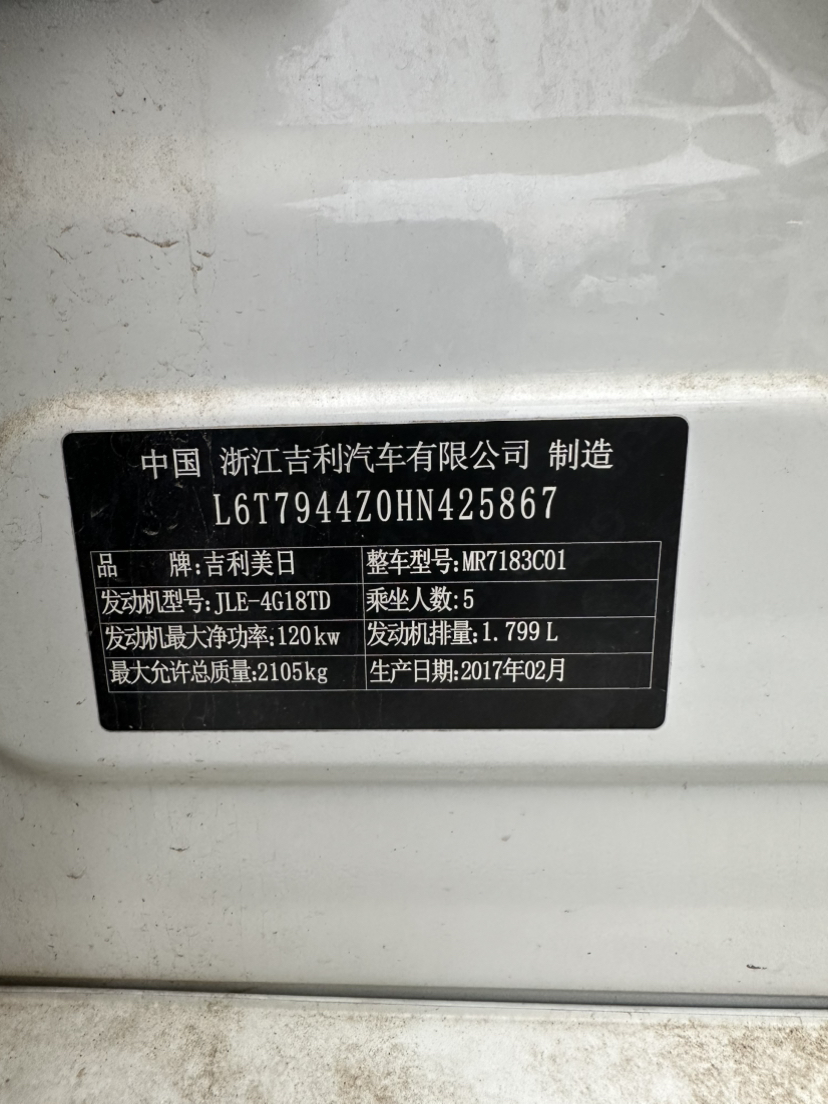 中国 浙江吉利汽车有限公司 制造
L6T7944Z0HN425867
品 牌:吉利美日 整车型号:MR7183C01
发动机型号:JLE-4G18TD 乘坐人数:5
发动机最大净功率:120kw 发动机排量:1.799L
最大允许总质量:2105kg 生产日期:2017年02月